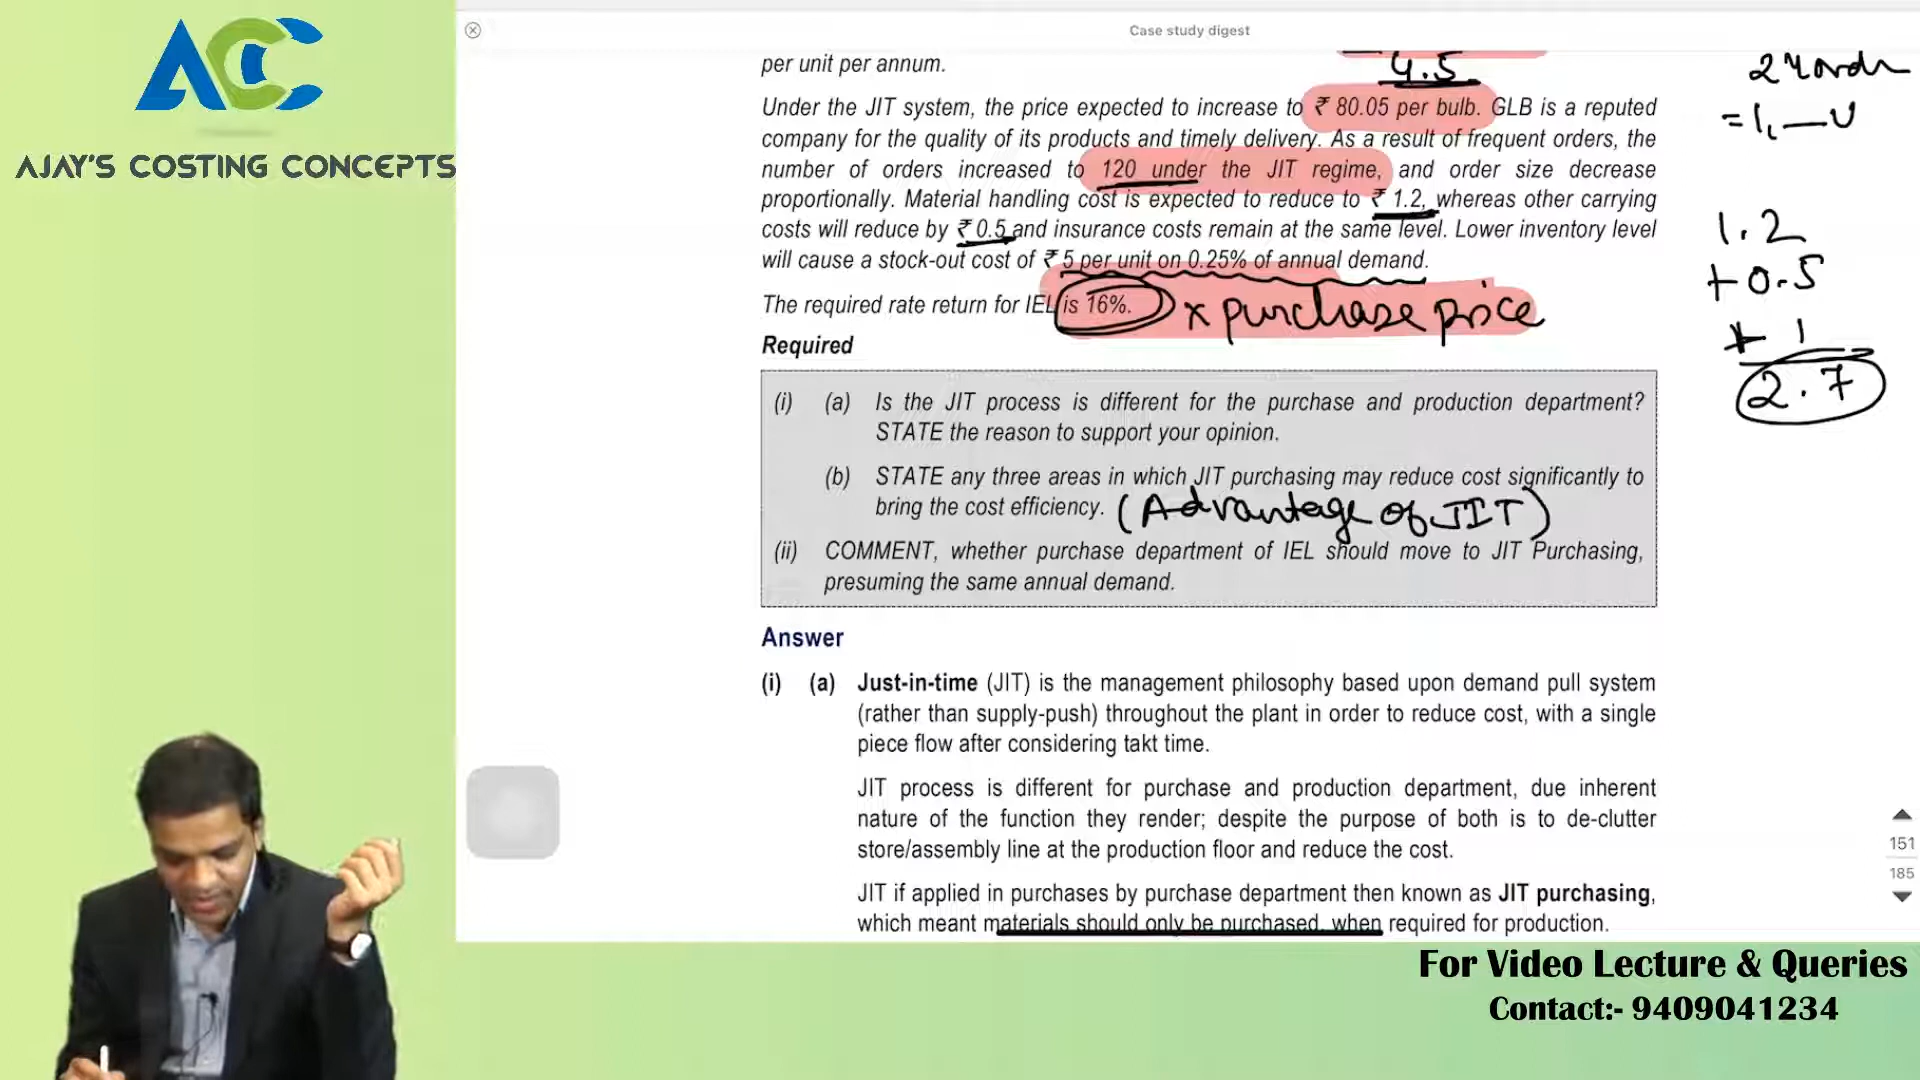 ACC
AJAY'S COSTING CONCEPTS
Case study digest
per unit per annum.
4.5
Under the JIT system, the price expected to increase to ₹ 80.05 per bulb. GLB is a reputed
company for the quality of its products and timely delivery. As a result of frequent orders, the
number of orders increased to 120 under the JIT regime, and order size decrease
proportionally. Material handling cost is expected to reduce to ₹ 1.2, whereas other carrying
costs will reduce by ₹ 0.5 and insurance costs remain at the same level. Lower inventory level
will cause a stock-out cost of ₹ 5 per unit on 0.25% of annual demand.
The required rate return for IEL is 16%. x purchase price
Required
(i) (a) Is the JIT process is different for the purchase and production department?
STATE the reason to support your opinion.
(b) STATE any three areas in which JIT purchasing may reduce cost significantly to
bring the cost efficiency. (Advantage of JIT)
(ii) COMMENT, whether purchase department of IEL should move to JIT Purchasing,
presuming the same annual demand.
Answer
(i) (a) Just-in-time (JIT) is the management philosophy based upon demand pull system
(rather than supply-push) throughout the plant in order to reduce cost, with a single
piece flow after considering takt time.
JIT process is different for purchase and production department, due inherent
nature of the function they render; despite the purpose of both is to de-clutter
store/assembly line at the production floor and reduce the cost.
JIT if applied in purchases by purchase department then known as JIT purchasing,
which meant materials should only be purchased, when required for production.
1.2
+0.5
+ 1
2.7
151
185
For Video Lecture & Queries
Contact:- 9409041234